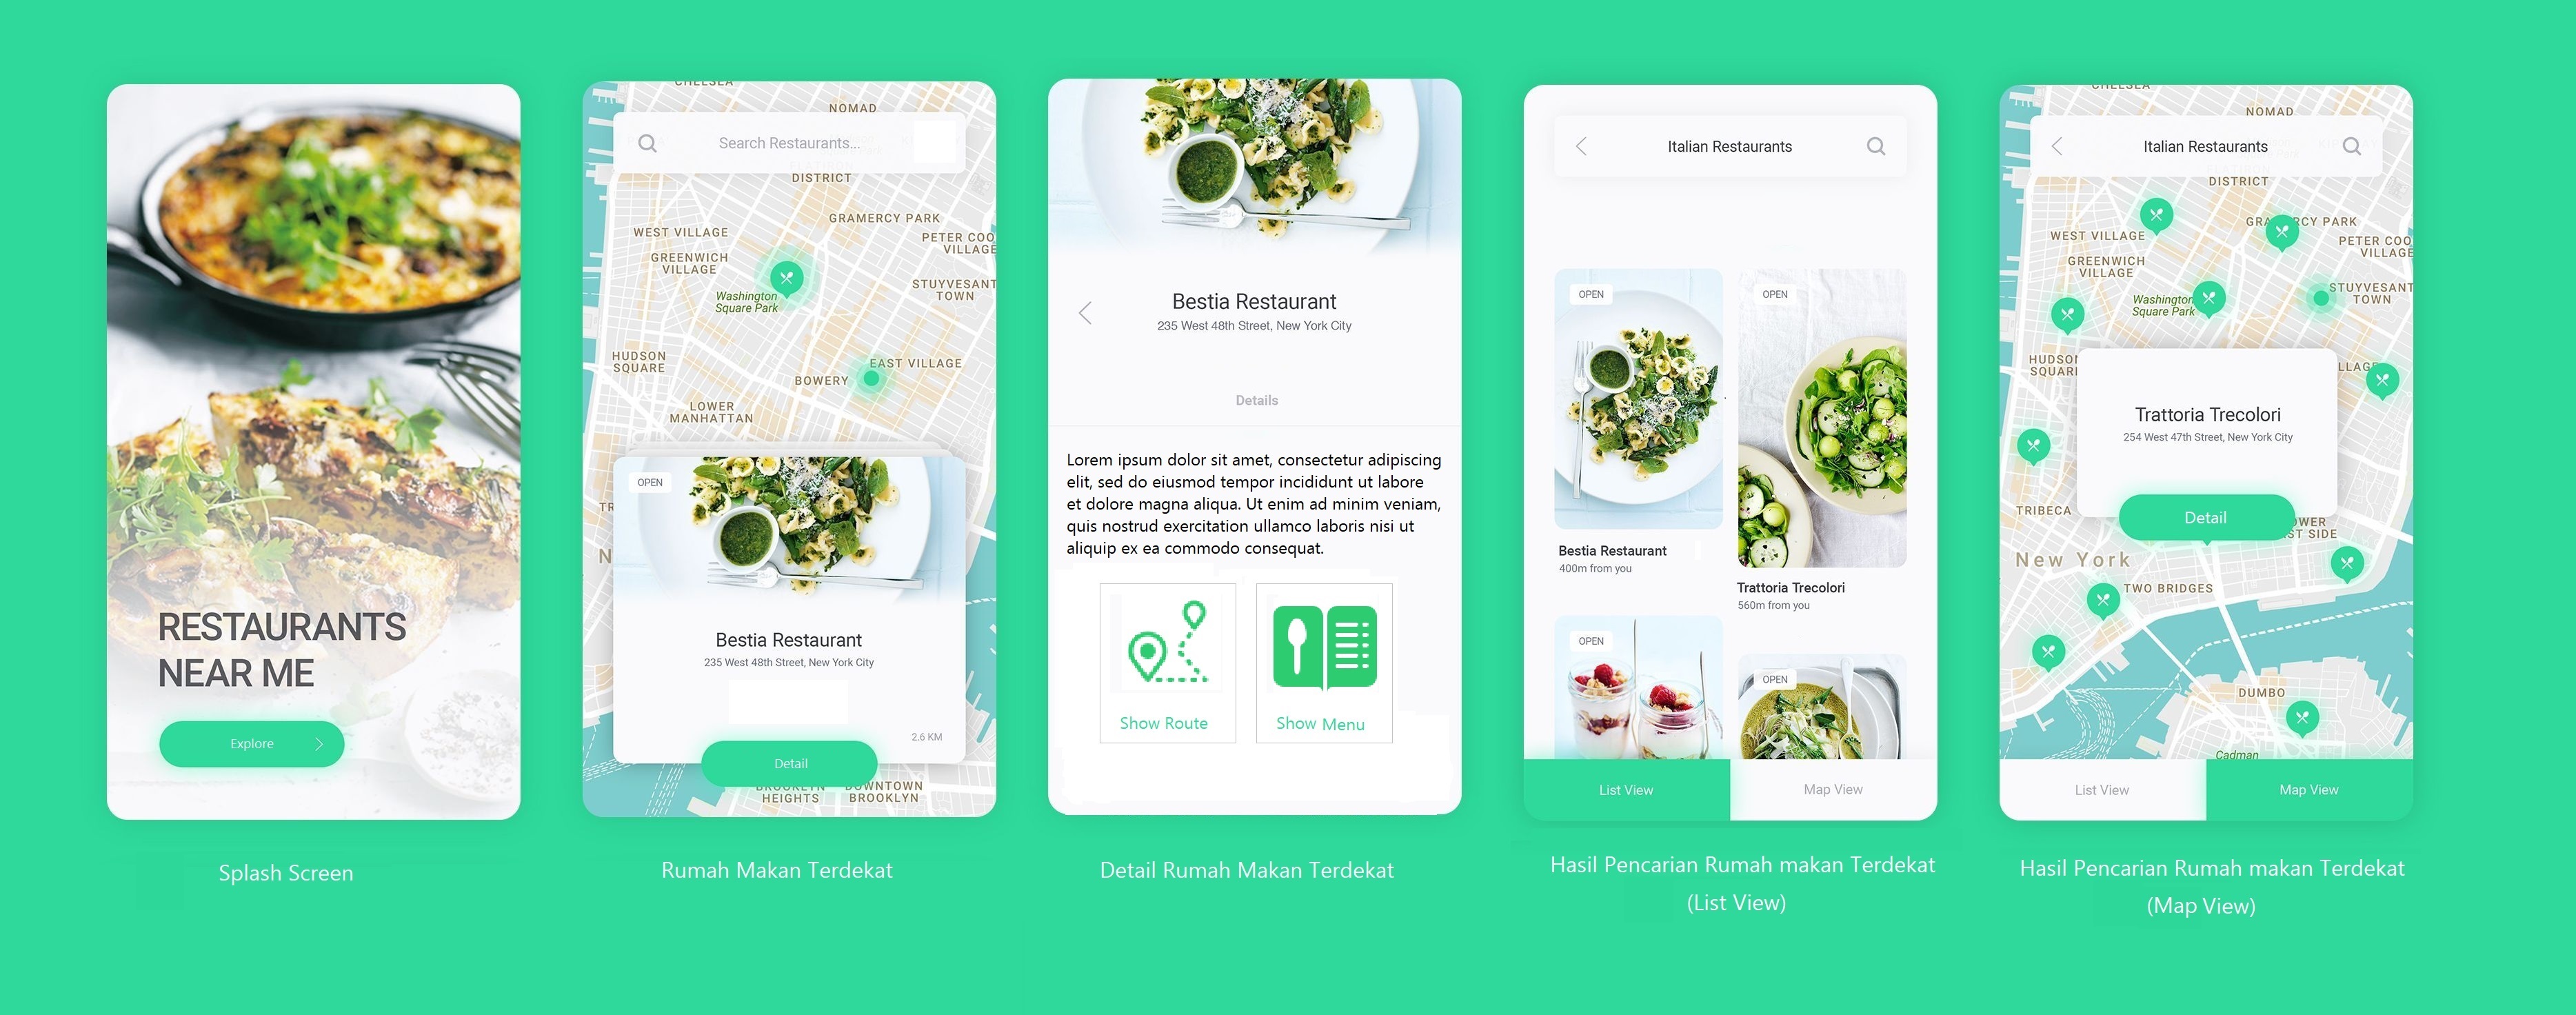 RESTAURANTS
NEAR ME
Explore
Splash Screen
CHELSEA
NOMAD
Search Restaurants...
FLATIRON
DISTRICT
GRAMERCY PARK
WEST VILLAGE
PETER COO
VILLAGE
GREENWICH
VILLAGE
STUYVESANT
TOWN
Washington
Square Park
HUDSON
SQUARE
EAST VILLAGE
BOWERY
LOWER
MANHATTAN
OPEN
TR
N
Bestia Restaurant
235 West 48th Street, New York City
2.6 KM
Detail
BROOKLYN
HEIGHTS
DOWNTOWN
BROOKLYN
Rumah Makan Terdekat
Bestia Restaurant
235 West 48th Street, New York City
Details
Lorem ipsum dolor sit amet, consectetur adipiscing
elit, sed do eiusmod tempor incididunt ut labore
et dolore magna aliqua. Ut enim ad minim veniam,
quis nostrud exercitation ullamco laboris nisi ut
aliquip ex ea commodo consequat.
Show Route
Show Menu
Detail Rumah Makan Terdekat
Italian Restaurants
OPEN
OPEN
Bestia Restaurant
400m from you
Trattoria Trecolori
560m from you
OPEN
OPEN
List View
Map View
Hasil Pencarian Rumah makan Terdekat
(List View)
CHELSEA
NOMAD
Italian Restaurants
DISTRICT
GRAMERCY PARK
WEST VILLAGE
PETER COO
VILLAGE
GREENWICH
VILLAGE
STUYVESANT
TOWN
Washington
Square Park
HUDSON
SQUARE
LLAGE
Trattoria Trecolori
254 West 47th Street, New York City
Detail
TRIBECA
OWER
ST SIDE
New York
TWO BRIDGES
DUMBO
Cadman
List View
Map View
Hasil Pencarian Rumah makan Terdekat
(Map View)